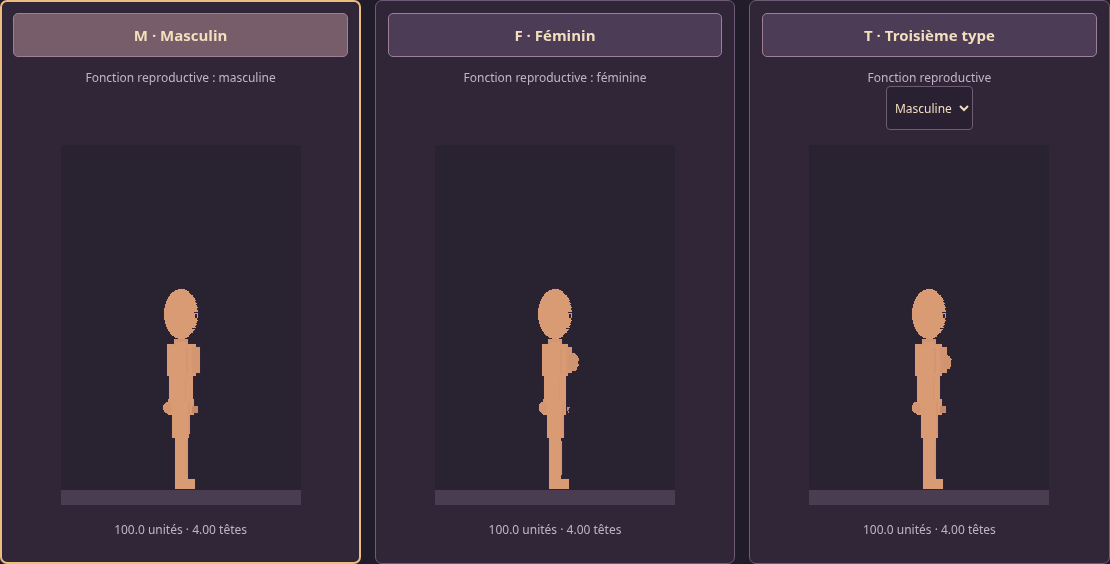 M · Masculin
Fonction reproductive : masculine
100.0 unités · 4.00 têtes
F · Féminin
Fonction reproductive : féminine
100.0 unités · 4.00 têtes
T · Troisième type
Fonction reproductive
Masculine
100.0 unités · 4.00 têtes